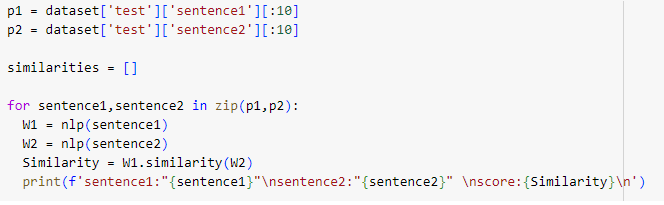 p1 = dataset['test']['sentence1'][:10]
p2 = dataset['test']['sentence2'][:10]
similarities = []
for sentence1,sentence2 in zip(p1,p2):
  W1 = nlp(sentence1)
  W2 = nlp(sentence2)
  Similarity = W1.similarity(W2)
  print(f'sentence1:"{sentence1}"\nsentence2:"{sentence2}" \nscore:{Similarity}\n')